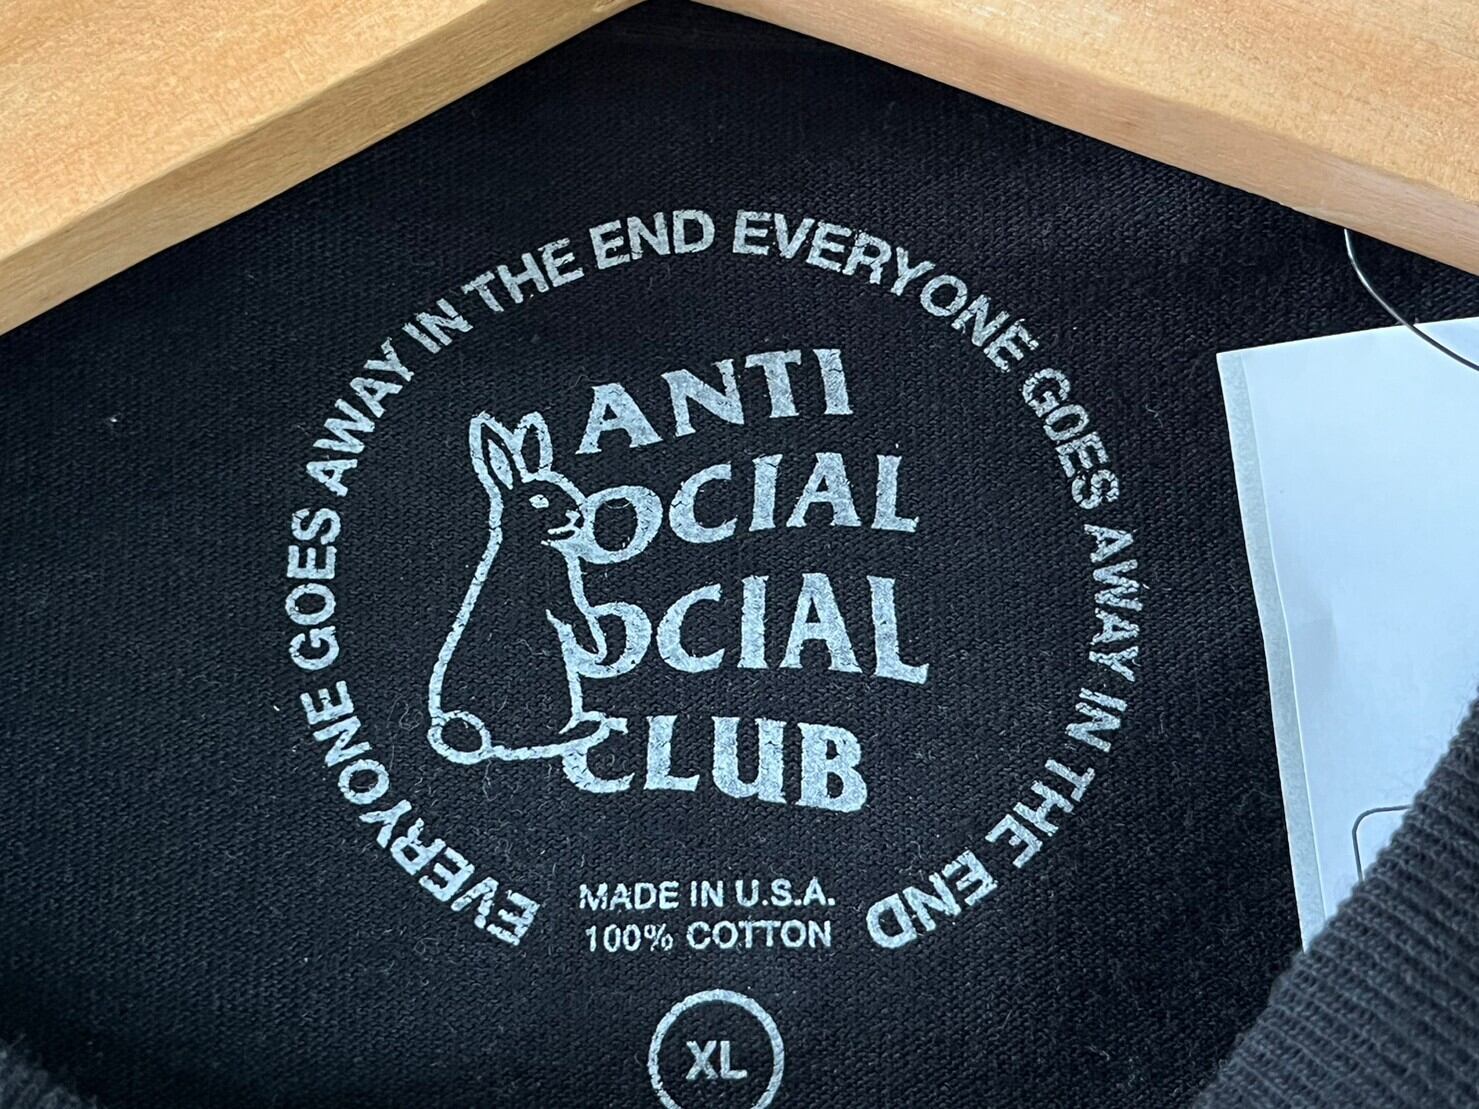 EVERYONE GOES AWAY IN THE END EVERYONE GOES AWAY IN THE END
ANTI
OCIAL
OCIAL
CLUB
MADE IN U.S.A.
100% COTTON
XL